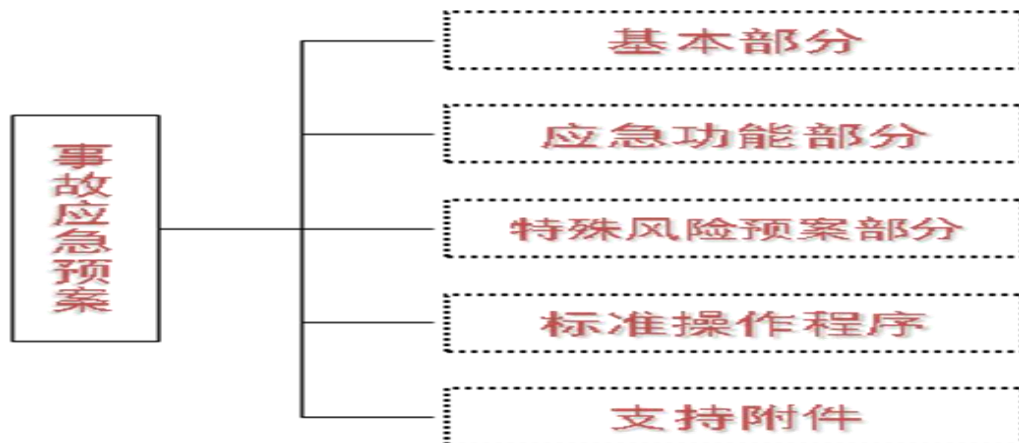 事故应急预案
基本部分
应急功能部分
特殊风险预案部分
标准操作程序
支持附件